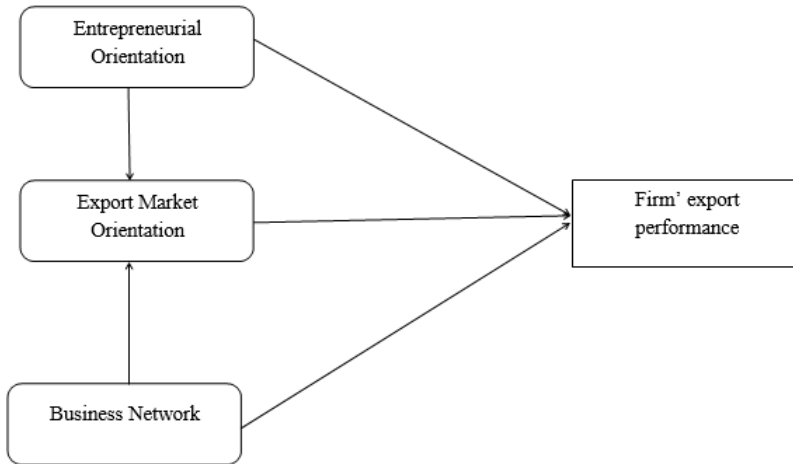 Entrepreneurial
Orientation
Export Market
Orientation
Firm’ export
performance
Business Network